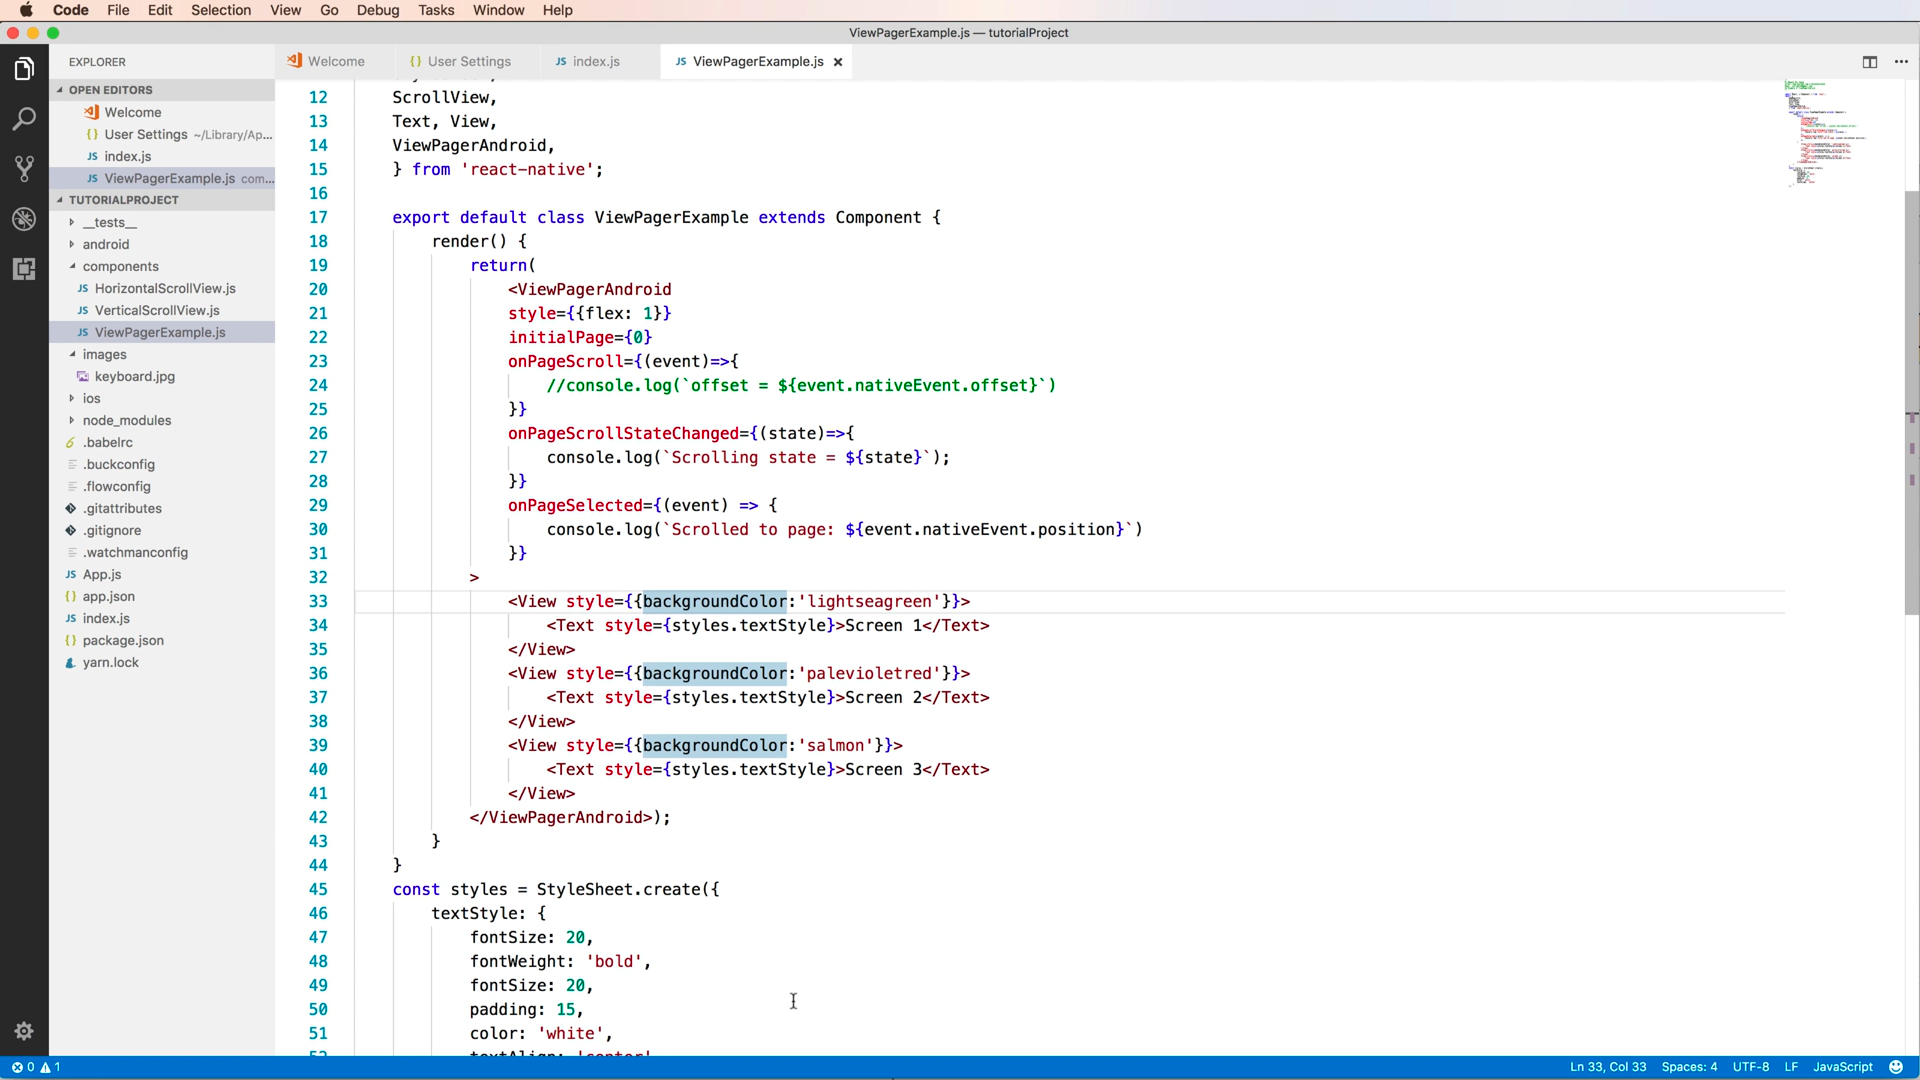 Code File Edit Selection View Go Debug Tasks Window Help
ViewPagerExample.js — tutorialProject
EXPLORER
Welcome
User Settings
index.js
ViewPagerExample.js
OPEN EDITORS
Welcome
User Settings ~/Library/Ap...
index.js
ViewPagerExample.js com...
TUTORIALPROJECT
__tests__
android
components
HorizontalScrollView.js
VerticalScrollView.js
ViewPagerExample.js
images
keyboard.jpg
ios
node_modules
.babelrc
.buckconfig
.flowconfig
.gitattributes
.gitignore
.watchmanconfig
App.js
app.json
index.js
package.json
yarn.lock
12 ScrollView,
13 Text, View,
14 ViewPagerAndroid,
15 } from 'react-native';
16
17 export default class ViewPagerExample extends Component {
18 render() {
19 return(
20 <ViewPagerAndroid
21 style={{flex: 1}}
22 initialPage={0}
23 onPageScroll={(event)=>{
24 //console.log(`offset = ${event.nativeEvent.offset}`)
25 }}
26 onPageScrollStateChanged={(state)=>{
27 console.log(`Scrolling state = ${state}`);
28 }}
29 onPageSelected={(event) => {
30 console.log(`Scrolled to page: ${event.nativeEvent.position}`)
31 }}
32 >
33 <View style={{backgroundColor:'lightseagreen'}}>
34 <Text style={styles.textStyle}>Screen 1</Text>
35 </View>
36 <View style={{backgroundColor:'palevioletred'}}>
37 <Text style={styles.textStyle}>Screen 2</Text>
38 </View>
39 <View style={{backgroundColor:'salmon'}}>
40 <Text style={styles.textStyle}>Screen 3</Text>
41 </View>
42 </ViewPagerAndroid>);
43 }
44 }
45 const styles = StyleSheet.create({
46 textStyle: {
47 fontSize: 20,
48 fontWeight: 'bold',
49 fontSize: 20,
50 padding: 15,
51 color: 'white',
52 textAlign: 'center'
0 1
Ln 33, Col 33 Spaces: 4 UTF-8 LF JavaScript